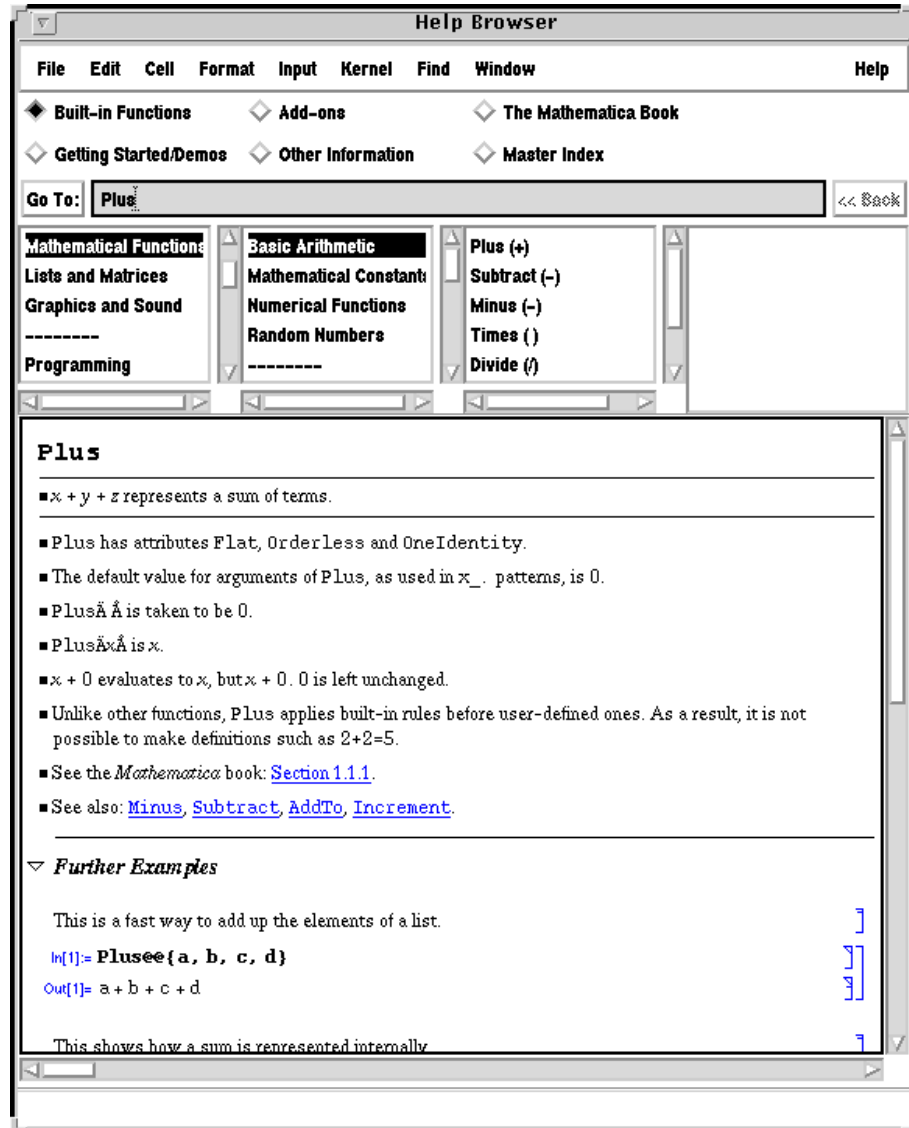 Help Browser
File Edit Cell Format Input Kernel Find Window Help
Built-in Functions Add-ons The Mathematica Book
Getting Started/Demos Other Information Master Index
Go To: Plus << Back
Mathematical Functions Basic Arithmetic Plus (+)
Lists and Matrices Mathematical Constants Subtract (-)
Graphics and Sound Numerical Functions Minus (-)
-------- Random Numbers Times ( )
Programming -------- Divide (/)
Plus
■ x + y + z represents a sum of terms.
■ Plus has attributes Flat, Orderless and OneIdentity.
■ The default value for arguments of Plus, as used in x_. patterns, is 0.
■ PlusÄ Å is taken to be 0.
■ PlusÄxÅ is x.
■ x + 0 evaluates to x, but x + 0. 0 is left unchanged.
■ Unlike other functions, Plus applies built-in rules before user-defined ones. As a result, it is not
possible to make definitions such as 2+2=5.
■ See the Mathematica book: Section 1.1.1.
■ See also: Minus, Subtract, AddTo, Increment.
Further Examples
This is a fast way to add up the elements of a list.
In[1]:= Plus@@{a, b, c, d}
Out[1]= a + b + c + d
This shows how a sum is represented internally